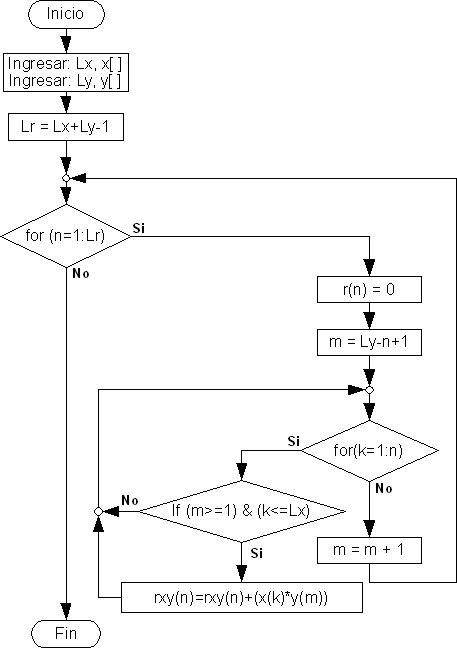 Inicio
Ingresar: Lx, x[ ]
Ingresar: Ly, y[ ]
Lr = Lx+Ly-1
for (n=1:Lr)
Si
No
r(n) = 0
m = Ly-n+1
for(k=1:n)
Si
No
If (m>=1) & (k<=Lx)
No
Si
m = m + 1
rxy(n)=rxy(n)+(x(k)*y(m))
Fin